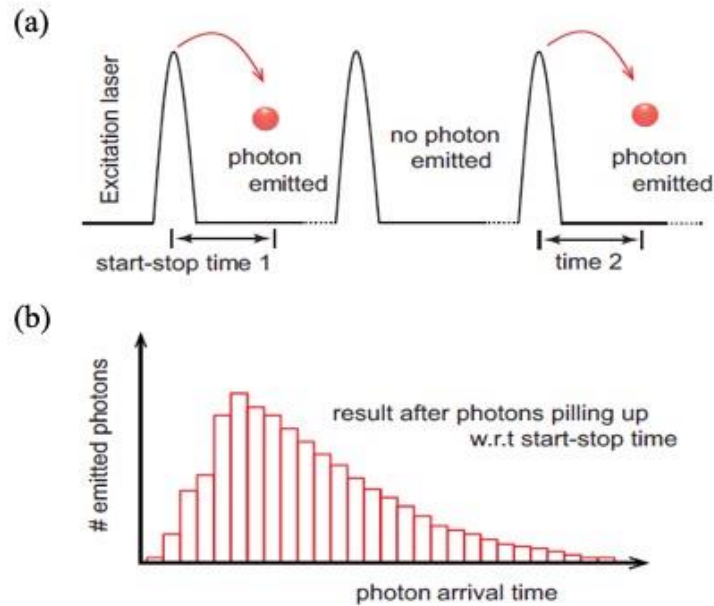 (a)
Excitation laser
photon
emitted
no photon
emitted
photon
emitted
start-stop time 1
time 2
(b)
# emitted photons
result after photons pilling up
w.r.t start-stop time
photon arrival time